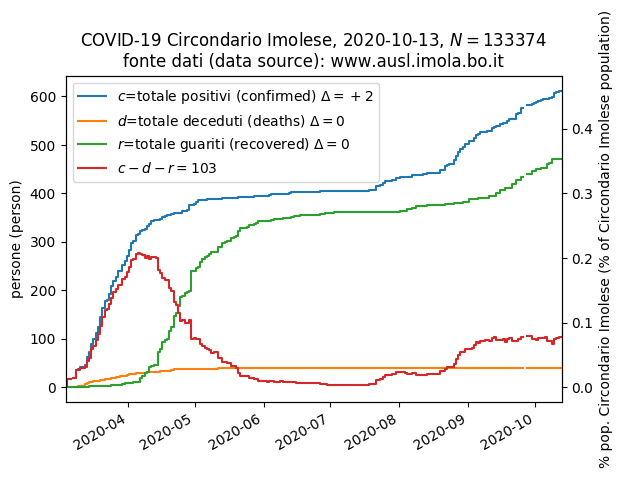 COVID-19 Circondario Imolese, 2020-10-13, N = 133374
fonte dati (data source): www.ausl.imola.bo.it
c=totale positivi (confirmed) Δ = +2
d=totale deceduti (deaths) Δ = 0
r=totale guariti (recovered) Δ = 0
c − d − r = 103
persone (person)
600
500
400
300
200
100
0
0.4
0.3
0.2
0.1
0.0
% pop. Circondario Imolese (% of Circondario Imolese population)
2020-04
2020-05
2020-06
2020-07
2020-08
2020-09
2020-10